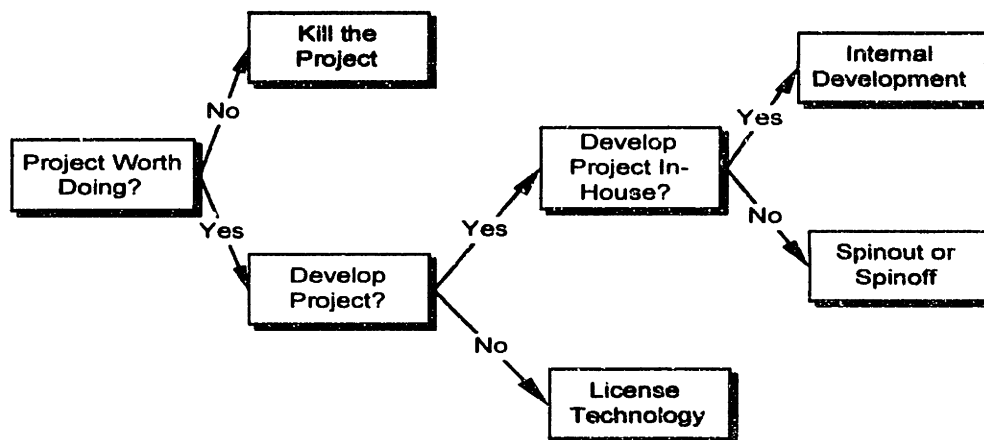 Kill the
Project
No
Project Worth
Doing?
Yes
Develop
Project?
Yes
No
Develop
Project In-
House?
License
Technology
Yes
No
Internal
Development
Spinout or
Spinoff